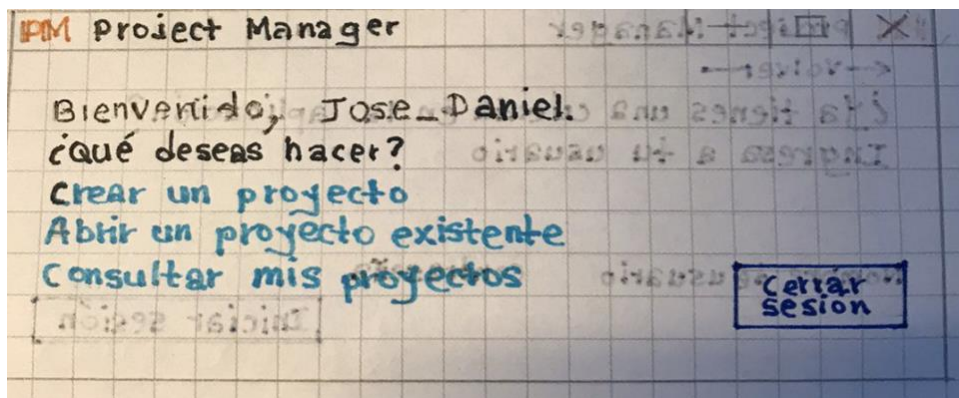 PM Project Manager
Bienvenido, Jose_Daniel.
¿Qué deseas hacer?
Crear un proyecto
Abrir un proyecto existente
Consultar mis proyectos
Cerrar
sesion